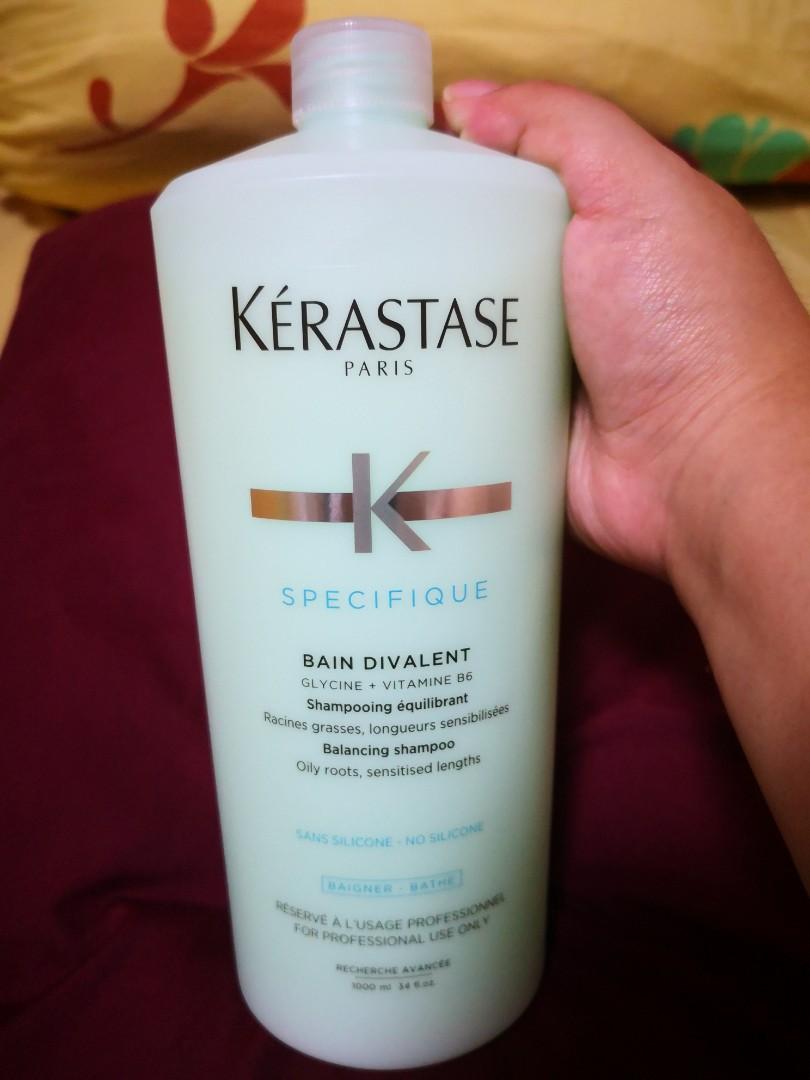 KÉRASTASE
PARIS
K
SPECIFIQUE
BAIN DIVALENT
GLYCINE + VITAMINE B6
Shampooing équilibrant
Racines grasses, longueurs sensibilisées
Balancing shampoo
Oily roots, sensitised lengths
SANS SILICONE - NO SILICONE
BAIGNER - BATHE
RÉSERVÉ À L'USAGE PROFESSIONNEL
FOR PROFESSIONAL USE ONLY
RECHERCHE AVANCÉE
1000 ml 34 fl.oz.